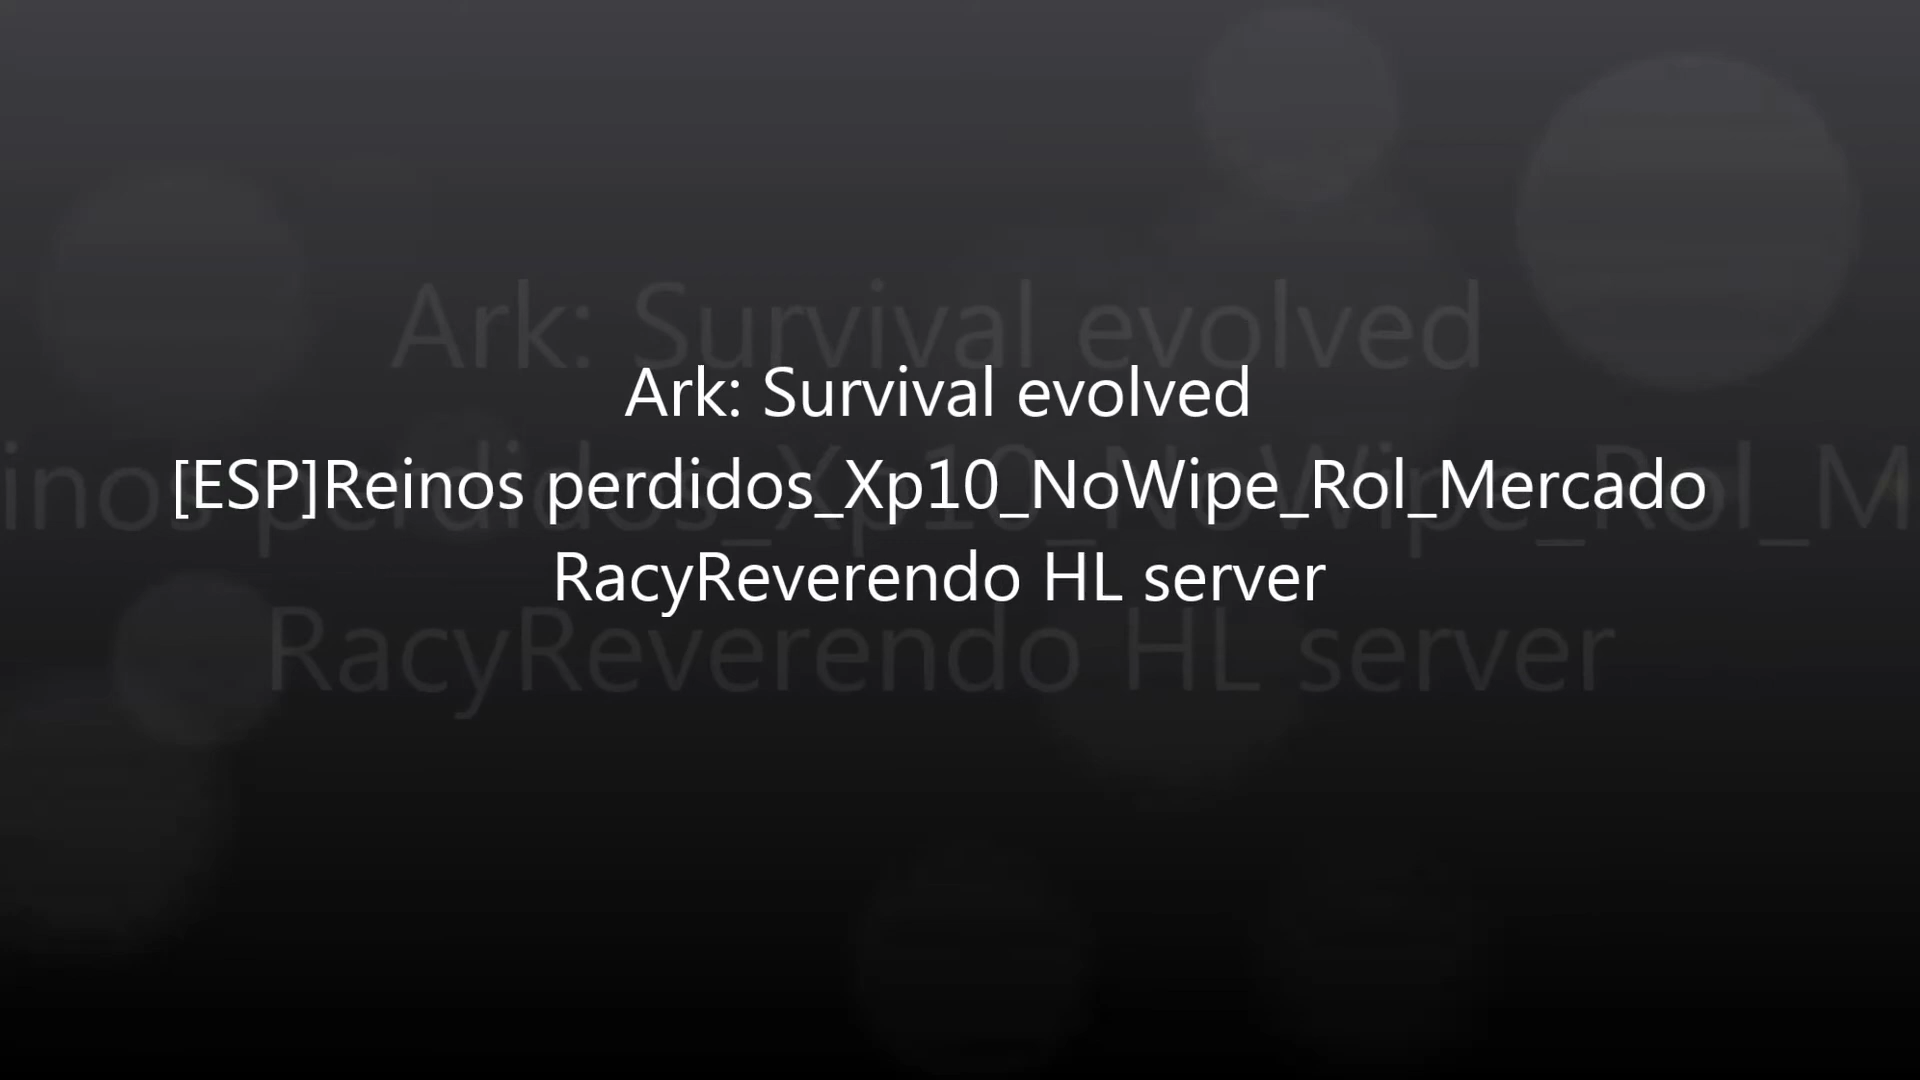 Ark: Survival evolved
[ESP]Reinos perdidos_Xp10_NoWipe_Rol_Mercado
RacyReverendo HL server